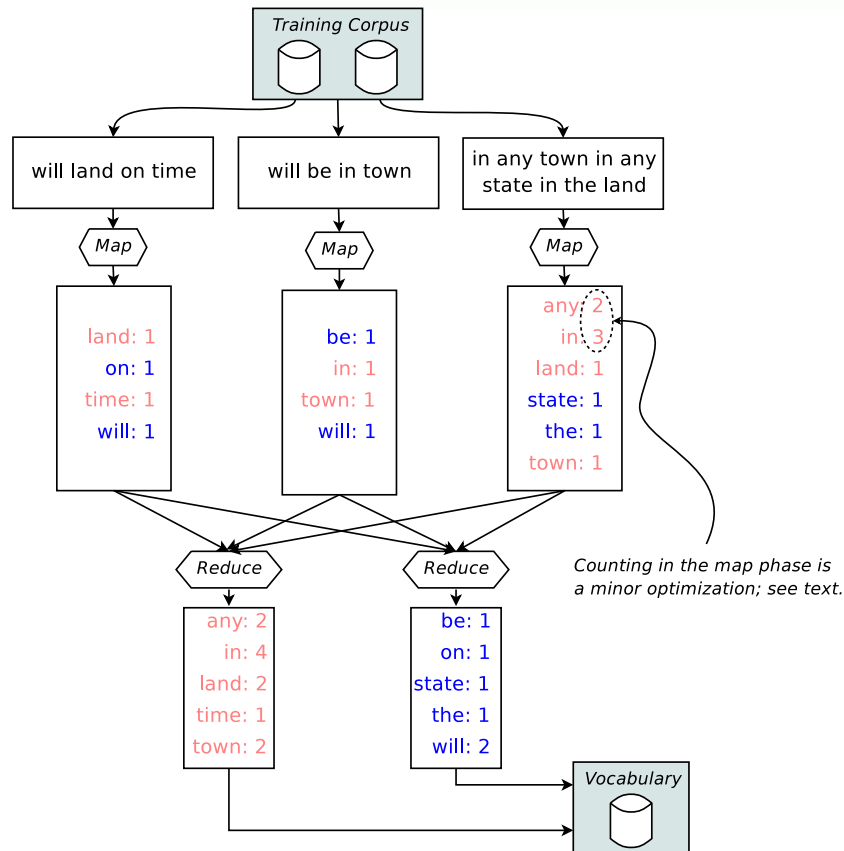 Training Corpus
will land on time
will be in town
in any town in any
state in the land
Map
Map
Map
land: 1
on: 1
time: 1
will: 1
be: 1
in: 1
town: 1
will: 1
any: 2
in: 3
land: 1
state: 1
the: 1
town: 1
Counting in the map phase is
a minor optimization; see text.
Reduce
Reduce
any: 2
in: 4
land: 2
time: 1
town: 2
be: 1
on: 1
state: 1
the: 1
will: 2
Vocabulary